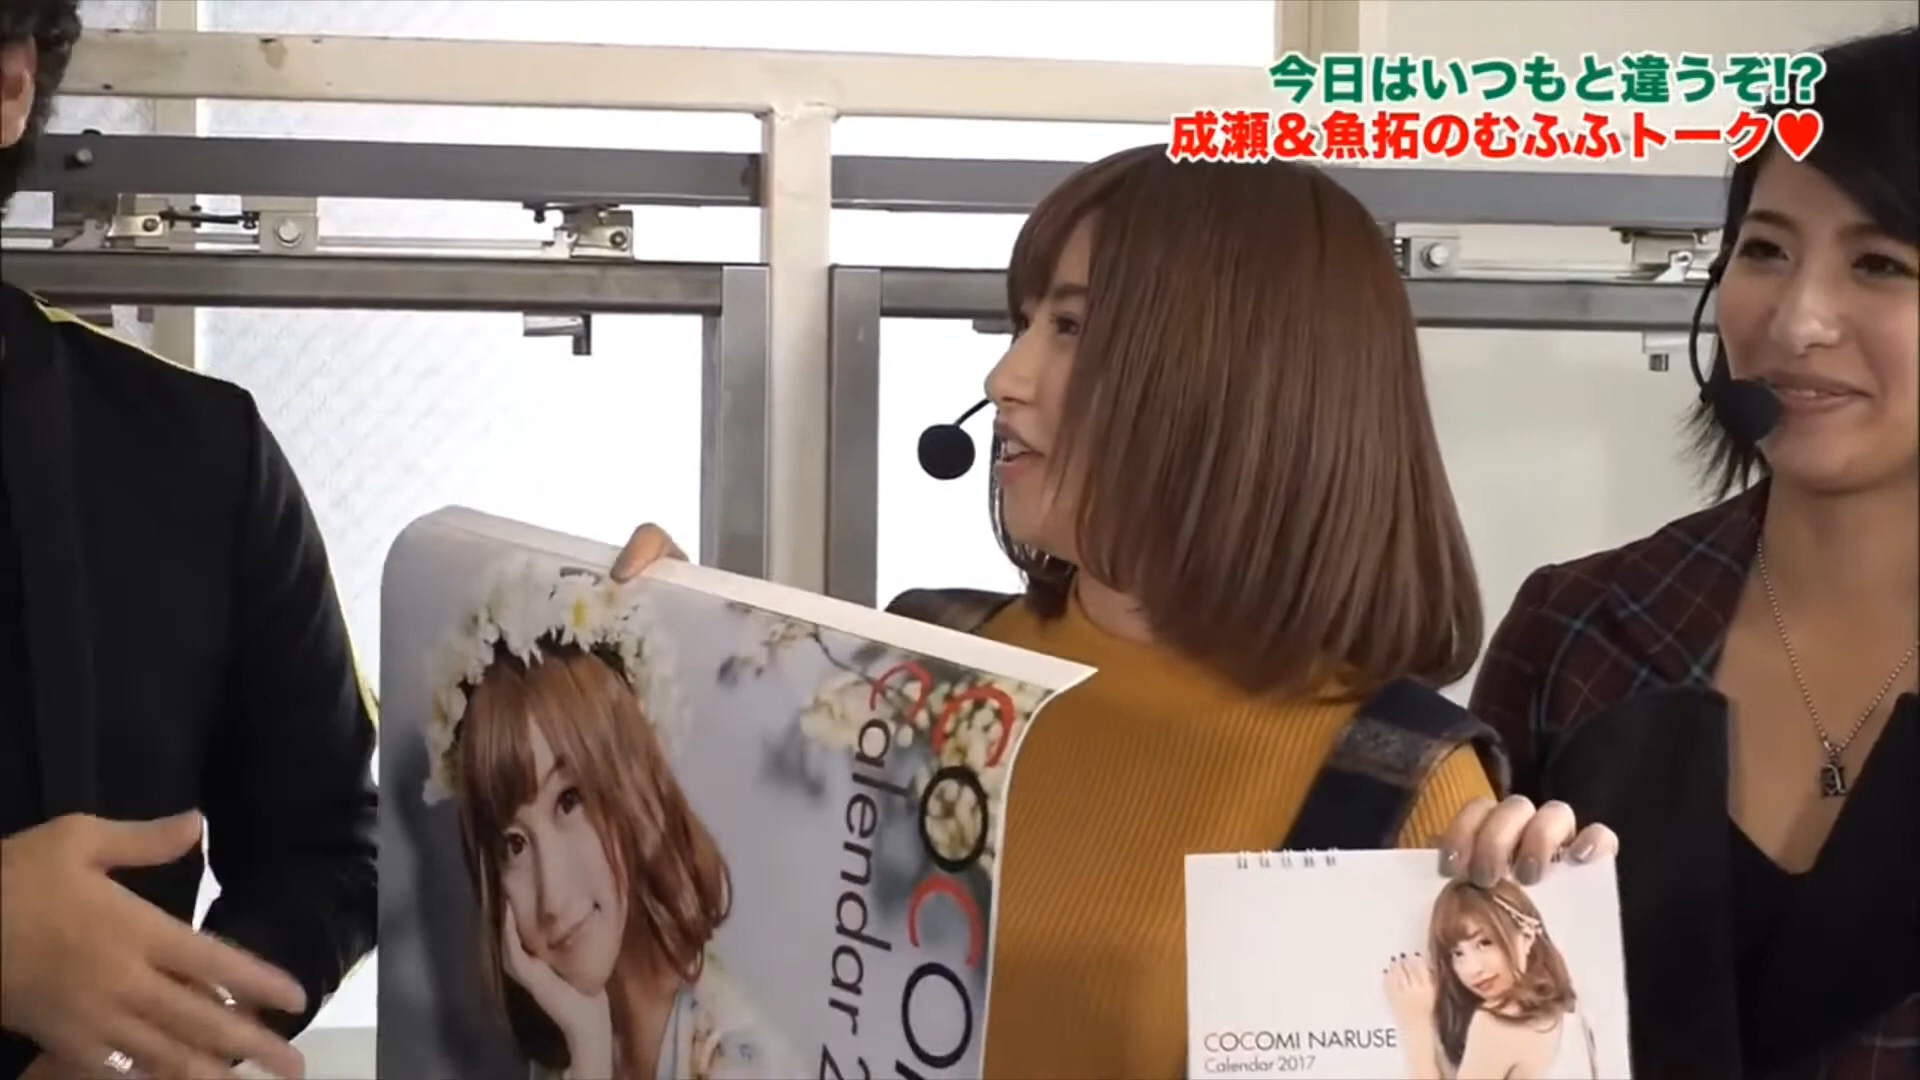 今日はいつもと違うぞ!?
成瀬&魚拓のむふふトーク♥
COCO
Calendar 2
COCOMI NARUSE
Calendar 2017